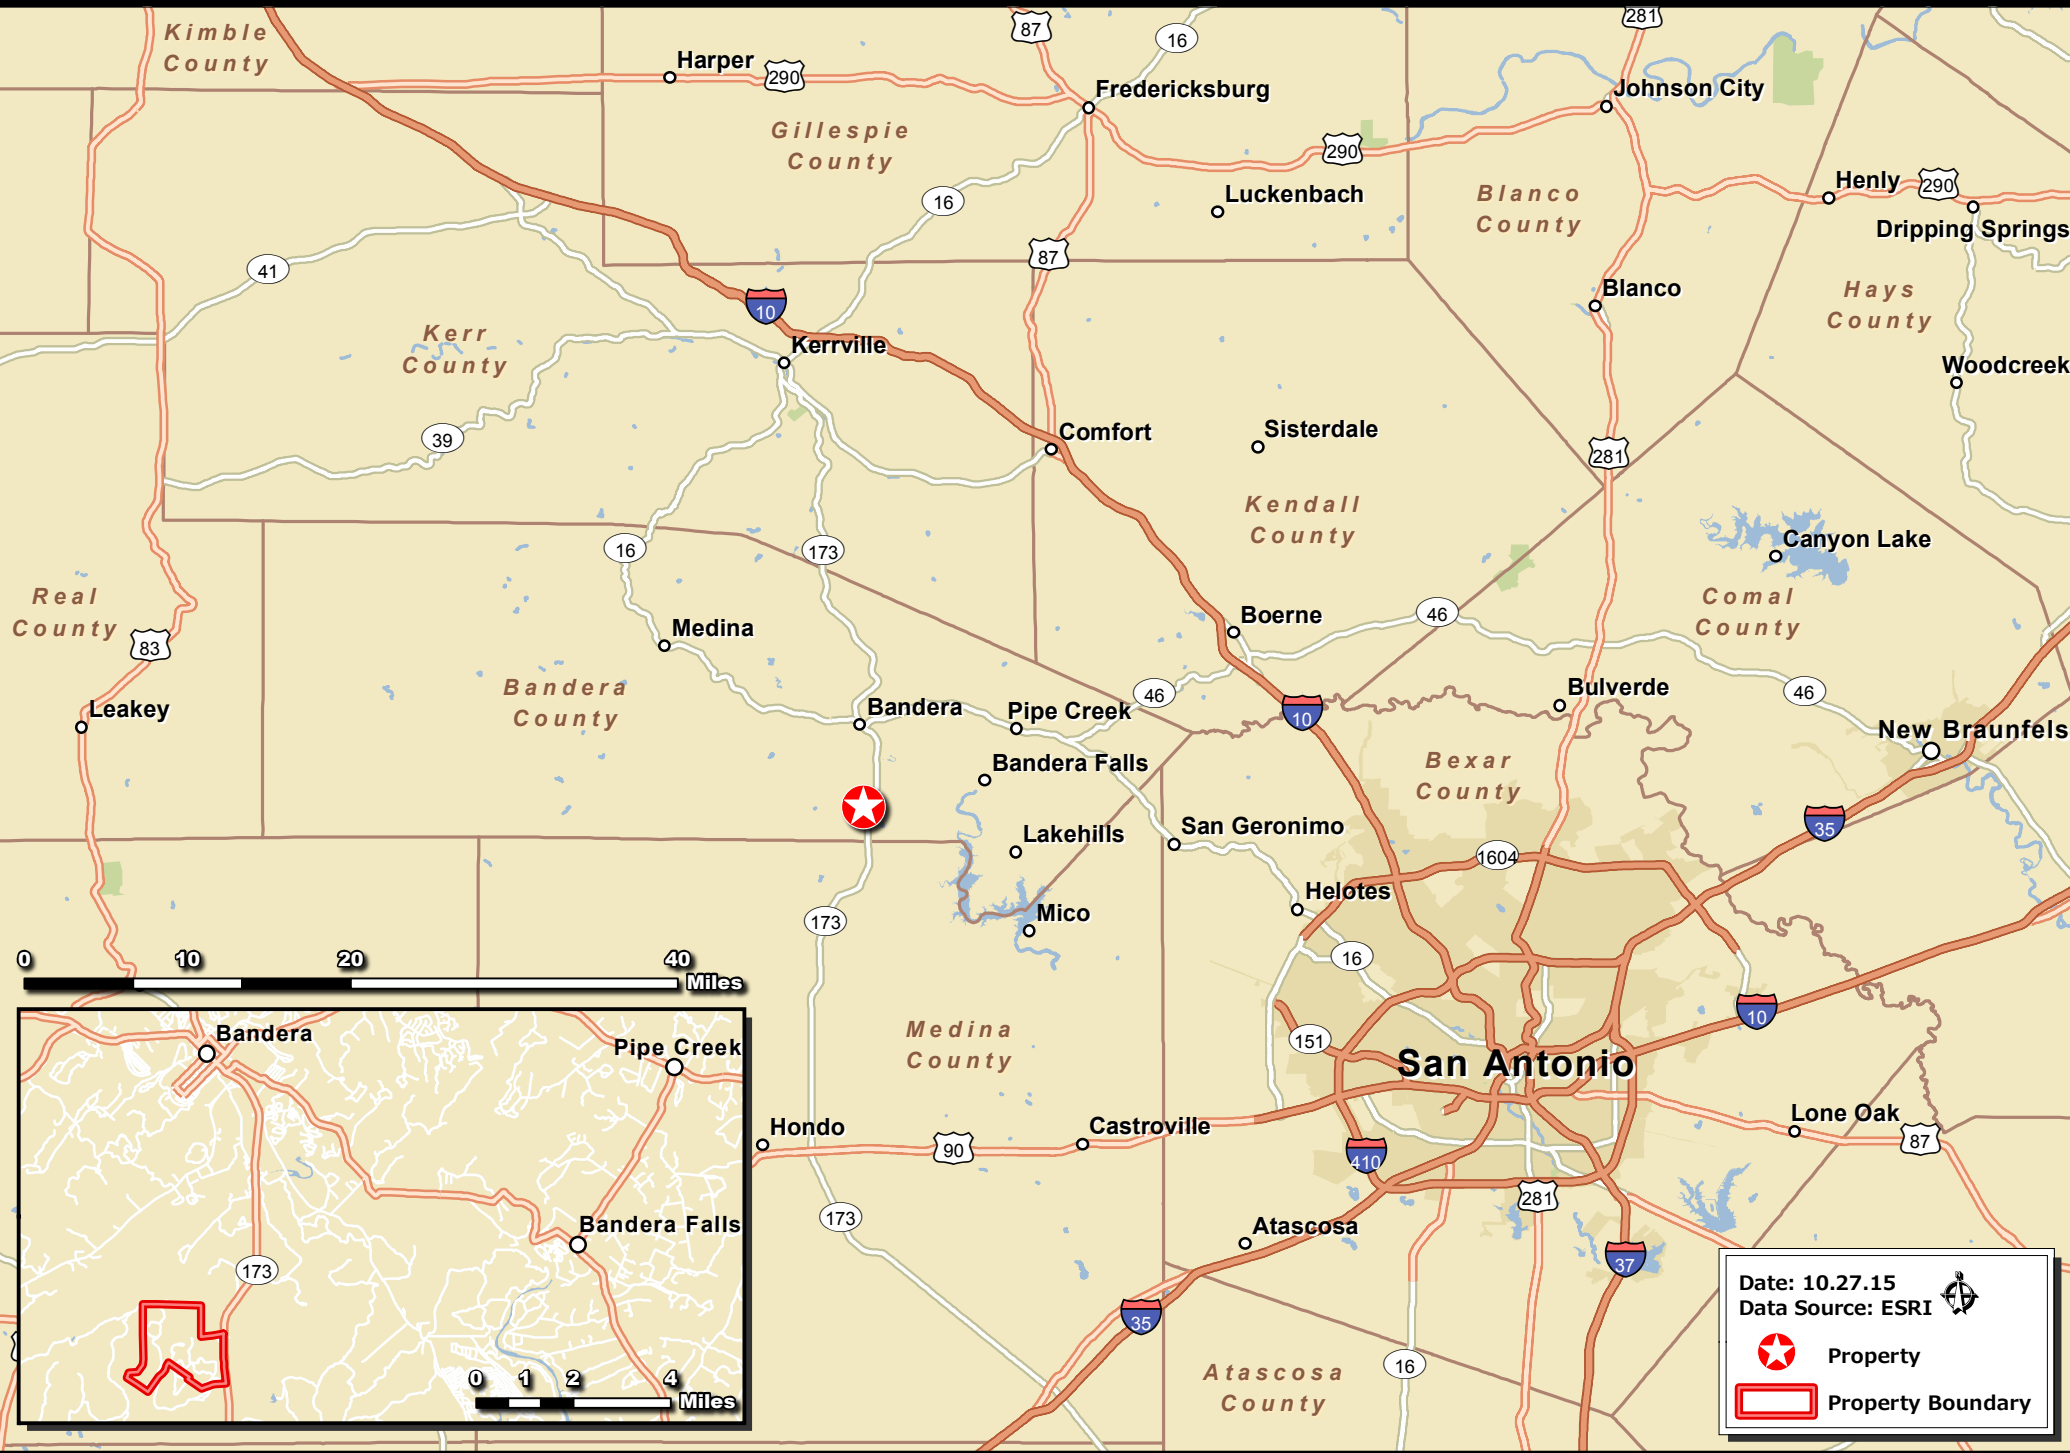 281
Kimble
County
87
16
Harper
290
Fredericksburg
Johnson City
Gillespie
County
290
Luckenbach
Blanco
County
Henly
290
16
Dripping Springs
87
41
10
Blanco
Hays
County
Kerr
County
Kerrville
Woodcreek
39
Comfort
Sisterdale
281
Kendall
County
16
173
Canyon Lake
Real
County
83
Medina
Boerne
46
Comal
County
Bandera
County
Leakey
Bandera
Pipe Creek
46
10
Bulverde
46
New Braunfels
Bandera Falls
Bexar
County
Lakehills
San Geronimo
35
1604
Helotes
173
Mico
16
0 10 20 40
Miles
10
Medina
County
151
San Antonio
Bandera
Pipe Creek
Hondo
90
Castroville
Lone Oak
87
410
281
173
Atascosa
Bandera Falls
37
173
35
16
Atascosa
County
0 1 2 4
Miles
Date: 10.27.15
Data Source: ESRI
Property
Property Boundary